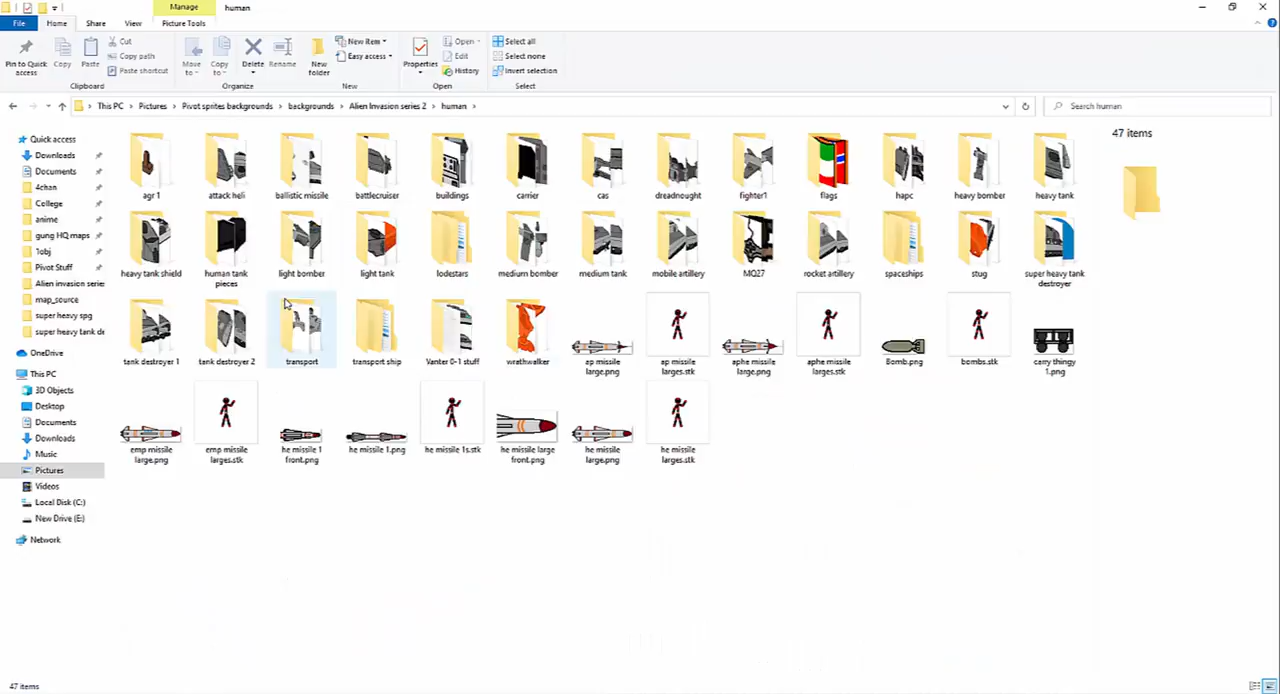 Manage
human
File
Home
Share
View
Picture Tools
Pin to Quick
access
Copy
Paste
Cut
Copy path
Paste shortcut
Move
to
Copy
to
Delete
Rename
New
folder
New item
Easy access
Properties
Open
Edit
History
Select all
Select none
Invert selection
Clipboard
Organize
New
Open
Select
This PC
Pictures
Pivot sprites backgrounds
backgrounds
Alien Invasion series 2
human
Search human
Quick access
Downloads
Documents
4chan
College
anime
gung HQ maps
1obj
Pivot Stuff
Alien invasion series
map_source
super heavy spg
super heavy tank de
OneDrive
This PC
3D Objects
Desktop
Documents
Downloads
Music
Pictures
Videos
Local Disk (C:)
New Drive (E:)
Network
agr 1
attack heli
ballistic missile
battlecruiser
buildings
carrier
cas
dreadnought
fighter1
flags
hapc
heavy bomber
heavy tank
heavy tank shield
human tank
pieces
light bomber
light tank
lodestars
medium bomber
medium tank
mobile artillery
MQ27
rocket artillery
spaceships
stug
super heavy tank
destroyer
tank destroyer 1
tank destroyer 2
transport
transport ship
Vanter 0-1 stuff
wrathwalker
ap missile
large.png
ap missile
larges.stk
aphe missile
large.png
aphe missile
larges.stk
Bomb.png
bombs.stk
carry thingy
1.png
emp missile
large.png
emp missile
larges.stk
he missile 1
front.png
he missile 1.png
he missile 1s.stk
he missile large
front.png
he missile
large.png
he missile
larges.stk
47 items
47 items